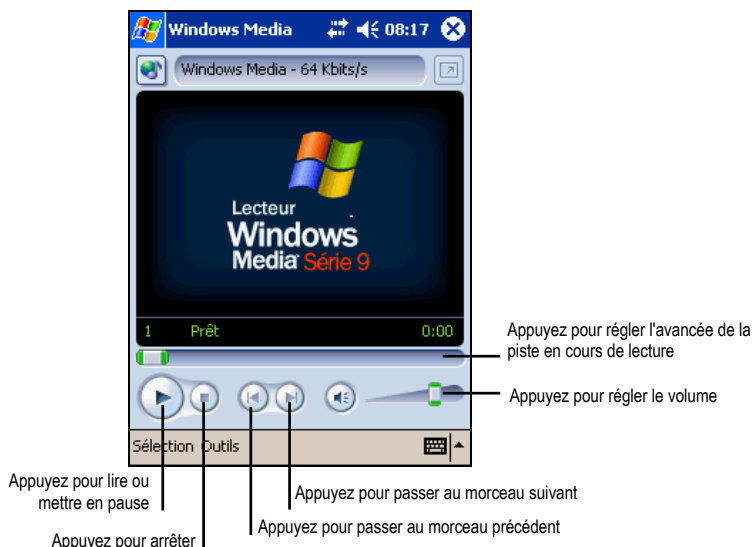 Windows Media 08:17
Windows Media - 64 Kbits/s
Lecteur
Windows
Media Série 9
1 Prêt 0:00
Appuyez pour régler l'avancée de la
piste en cours de lecture
Appuyez pour régler le volume
Sélection Outils
Appuyez pour lire ou
mettre en pause
Appuyez pour passer au morceau suivant
Appuyez pour passer au morceau précédent
Appuyez pour arrêter